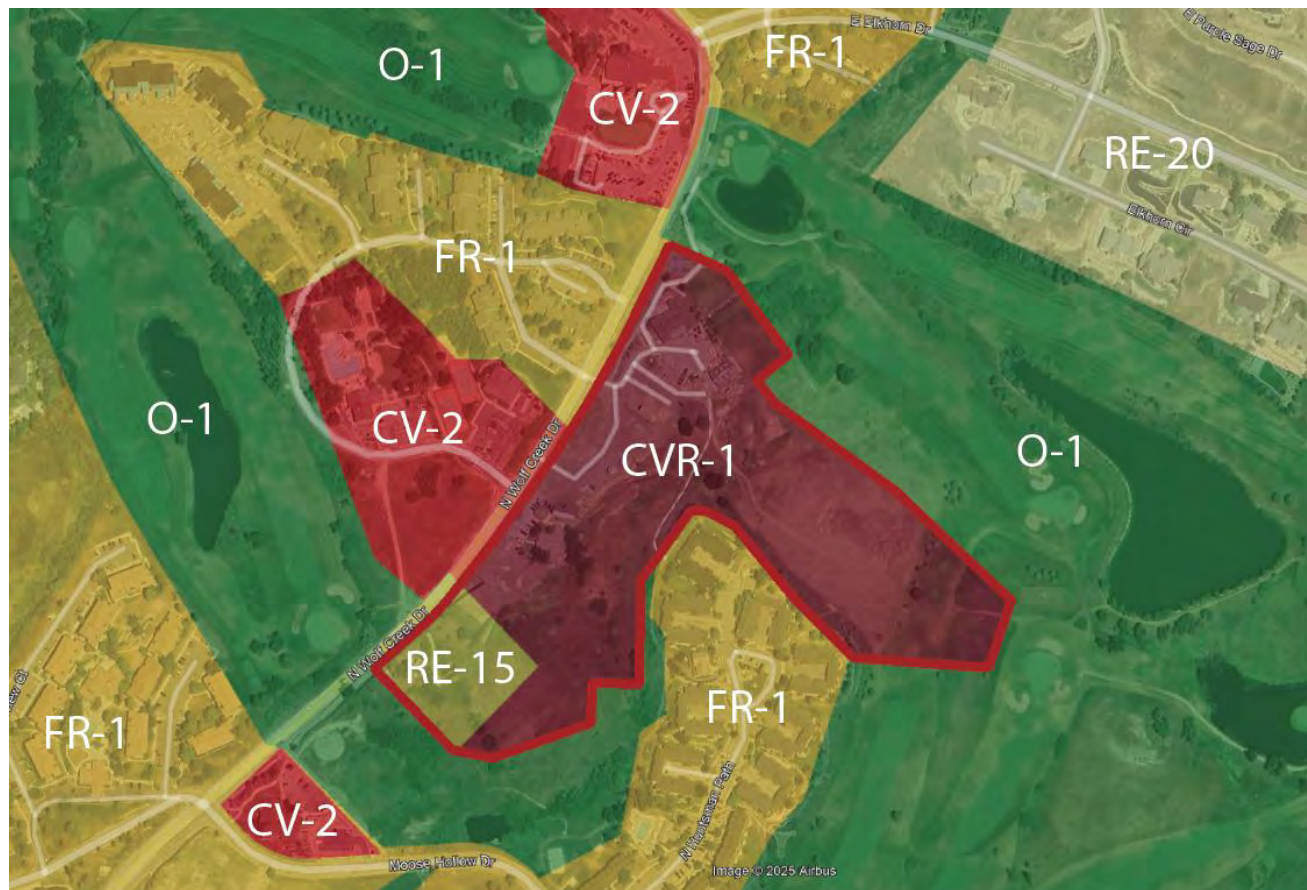 E Elkhorn Dr
E Purple Sage Dr
FR-1
O-1
CV-2
RE-20
Elkhorn Cir
FR-1
O-1
CV-2
N Wolf Creek Dr
CVR-1
O-1
N Wolf Creek Dr
RE-15
FR-1
FR-1
CV-2
N Huntsman Path
Moose Hollow Dr
Image © 2025 Airbus